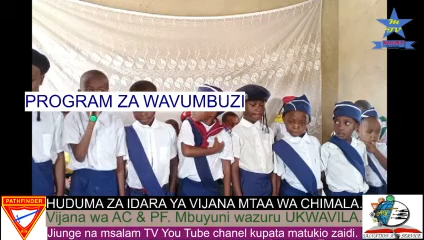 PROGRAM ZA WAVUMBUZI
PATHFINDER
HUDUMA ZA IDARA YA VIJANA MTAA WA CHIMALA.
Vijana wa AC & PF. Mbuyuni wazuru UKWAVILA.
Jiunge na msalam TV You Tube chanel kupata matukio zaidi.